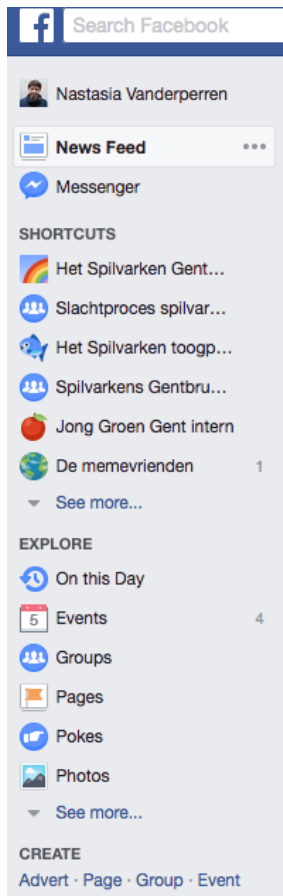 f Search Facebook
Nastasia Vanderperren
News Feed
Messenger
SHORTCUTS
Het Spilvarken Gent...
Slachtproces spilvar...
Het Spilvarken toogp...
Spilvarkens Gentbru...
Jong Groen Gent intern
De memevrienden 1
See more...
EXPLORE
On this Day
5 Events 4
Groups
Pages
Pokes
Photos
See more...
CREATE
Advert · Page · Group · Event